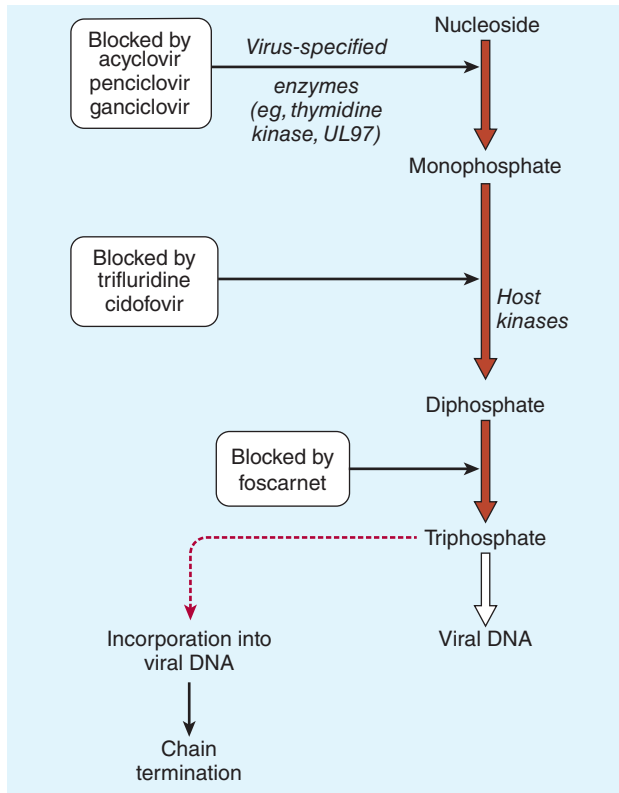 Blocked by
acyclovir
penciclovir
ganciclovir
Virus-specified
enzymes
(eg, thymidine
kinase, UL97)
Nucleoside
Monophosphate
Blocked by
trifluridine
cidofovir
Host
kinases
Diphosphate
Blocked by
foscarnet
Triphosphate
Incorporation into
viral DNA
Viral DNA
Chain
termination